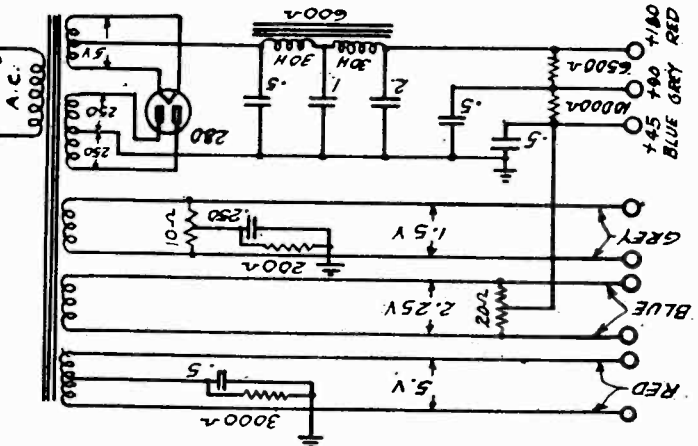 600Ω
30H
30H
+180 RED
6500Ω
+90 GREY
10000Ω
+45 BLUE
A.C.
5V
250
250
280
.5
1.
2.
.5
.5
10Ω
.250
200Ω
1.5V
GREY
2.25V
20Ω
BLUE
.5
3000Ω
5.V
RED